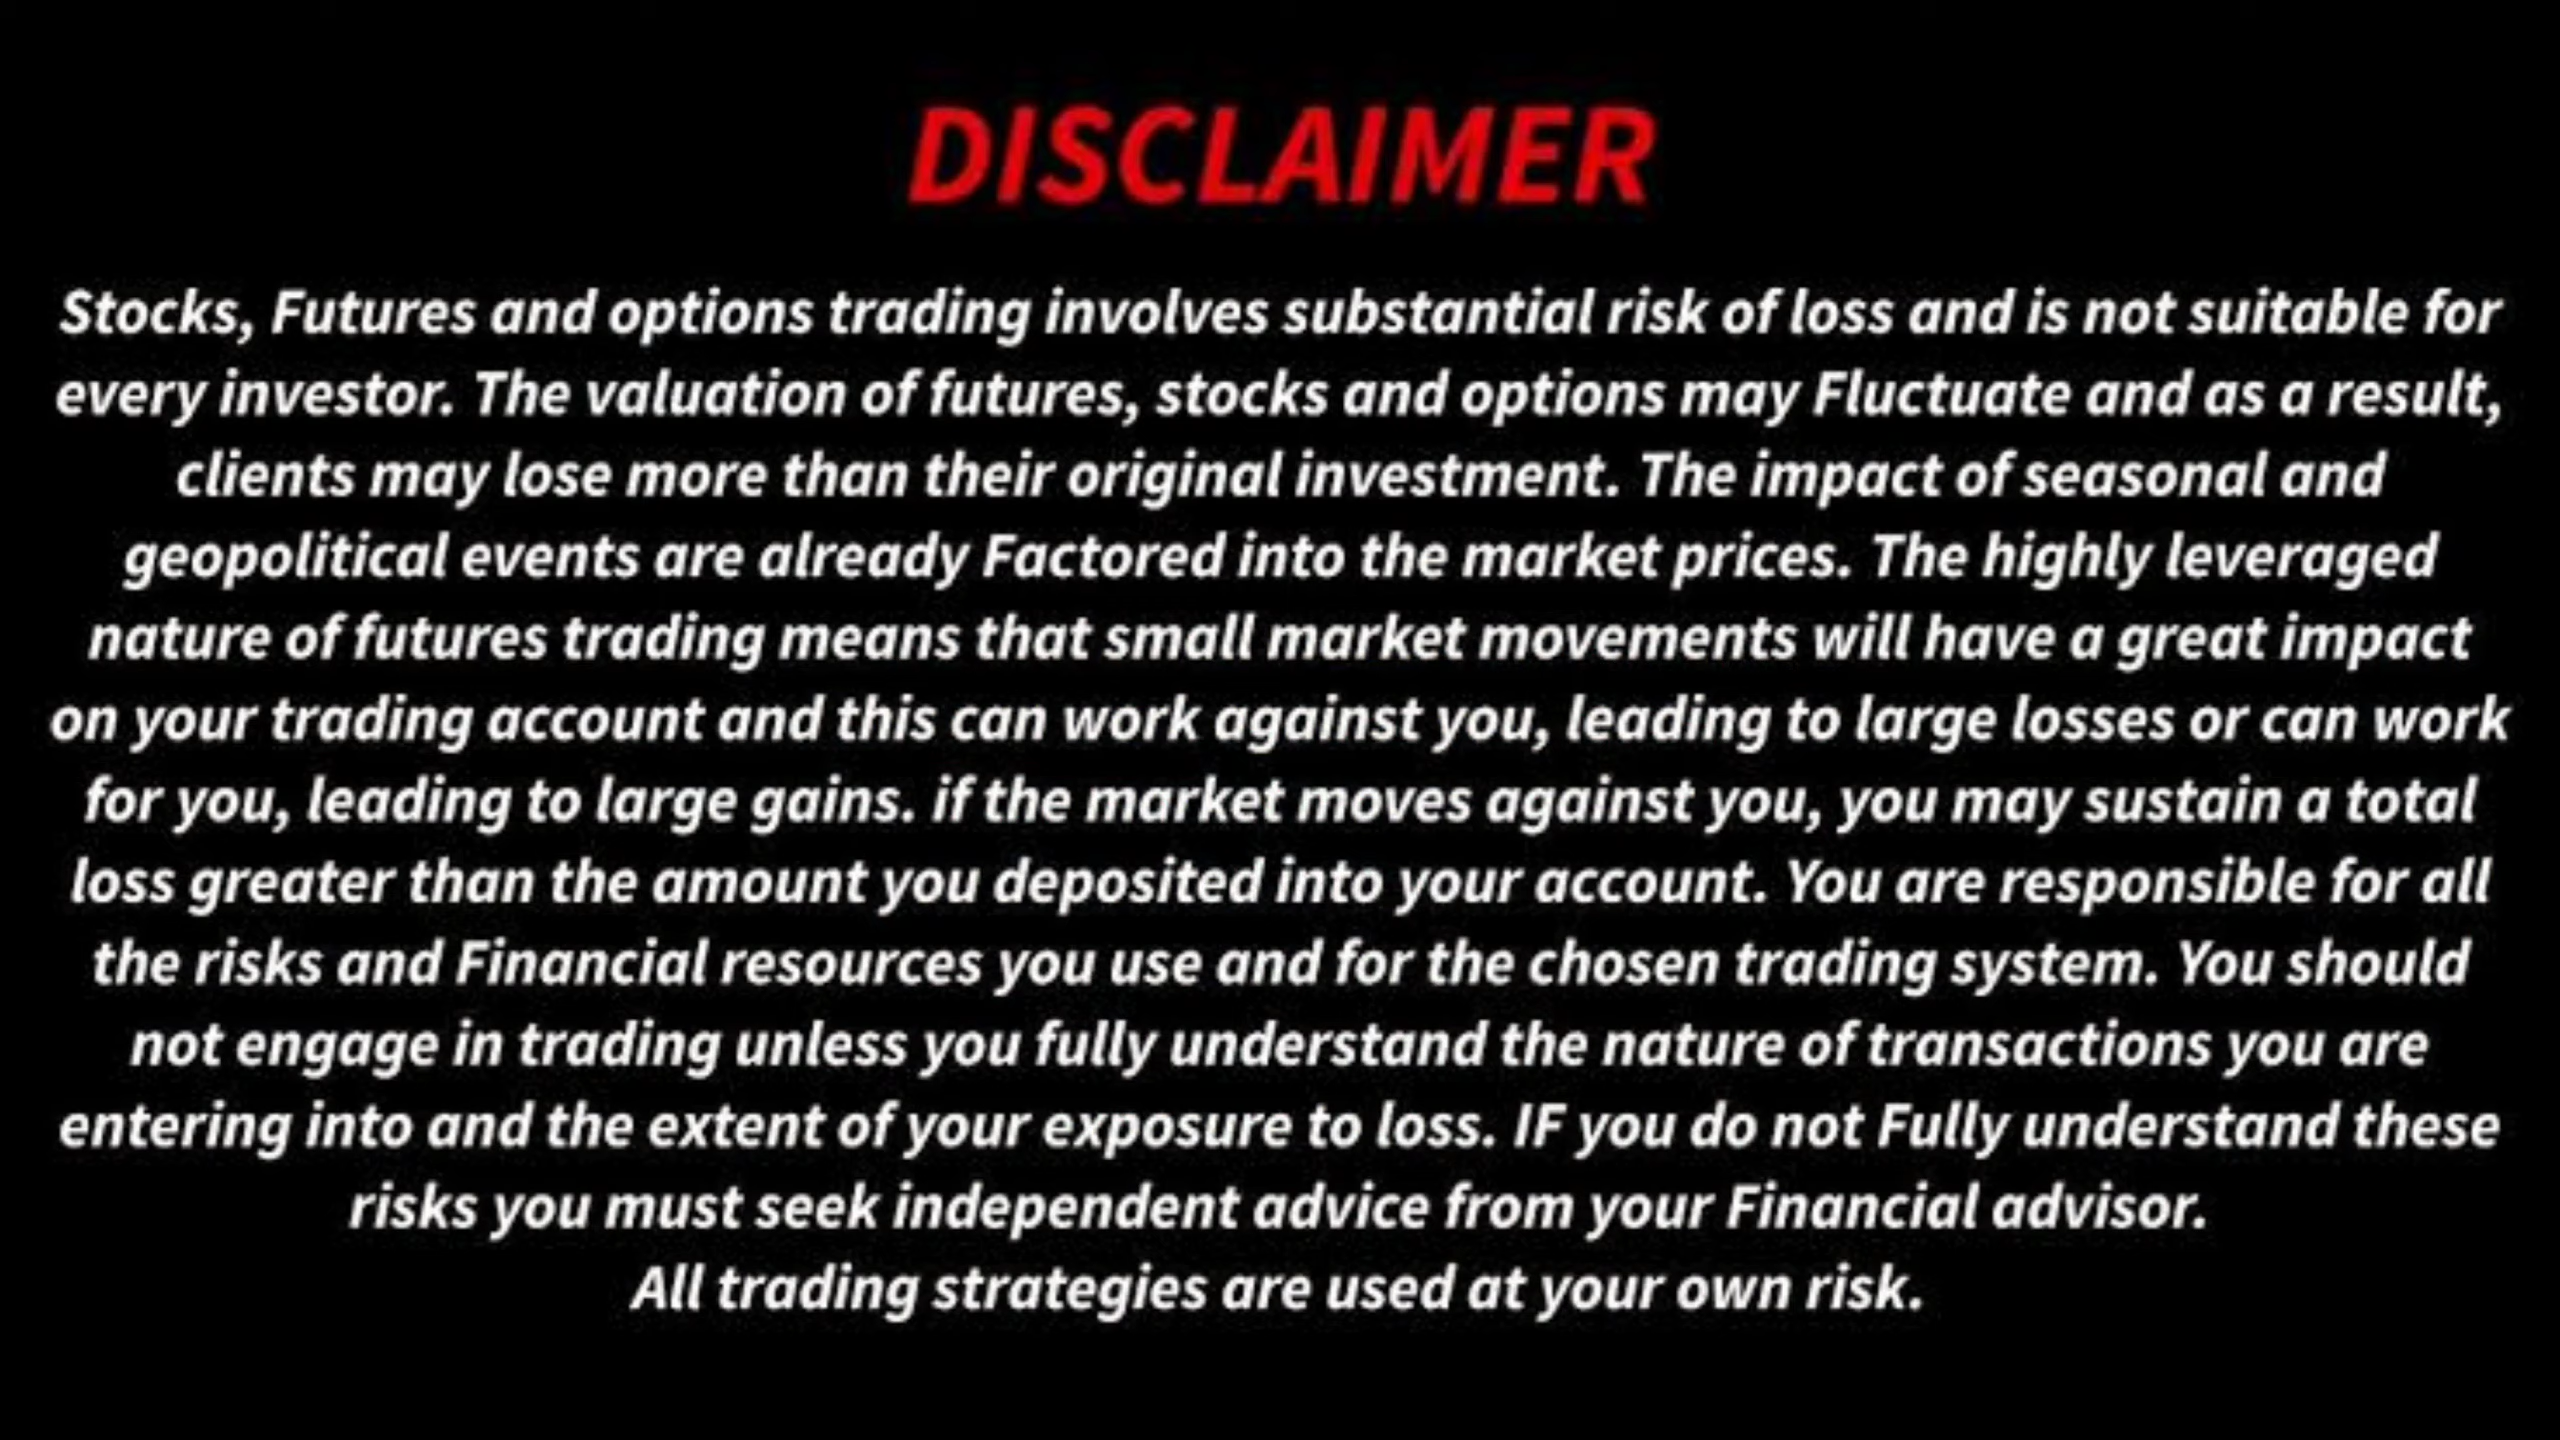 DISCLAIMER
Stocks, Futures and options trading involves substantial risk of loss and is not suitable for
every investor. The valuation of futures, stocks and options may Fluctuate and as a result,
clients may lose more than their original investment. The impact of seasonal and
geopolitical events are already Factored into the market prices. The highly leveraged
nature of futures trading means that small market movements will have a great impact
on your trading account and this can work against you, leading to large losses or can work
for you, leading to large gains. if the market moves against you, you may sustain a total
loss greater than the amount you deposited into your account. You are responsible for all
the risks and Financial resources you use and for the chosen trading system. You should
not engage in trading unless you fully understand the nature of transactions you are
entering into and the extent of your exposure to loss. IF you do not Fully understand these
risks you must seek independent advice from your Financial advisor.
All trading strategies are used at your own risk.